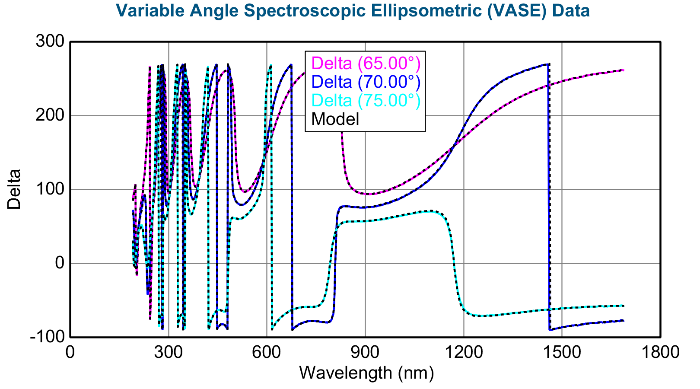 Variable Angle Spectroscopic Ellipsometric (VASE) Data
300
200
100
0
-100
Delta
Delta (65.00°)
Delta (70.00°)
Delta (75.00°)
Model
0 300 600 900 1200 1500 1800
Wavelength (nm)